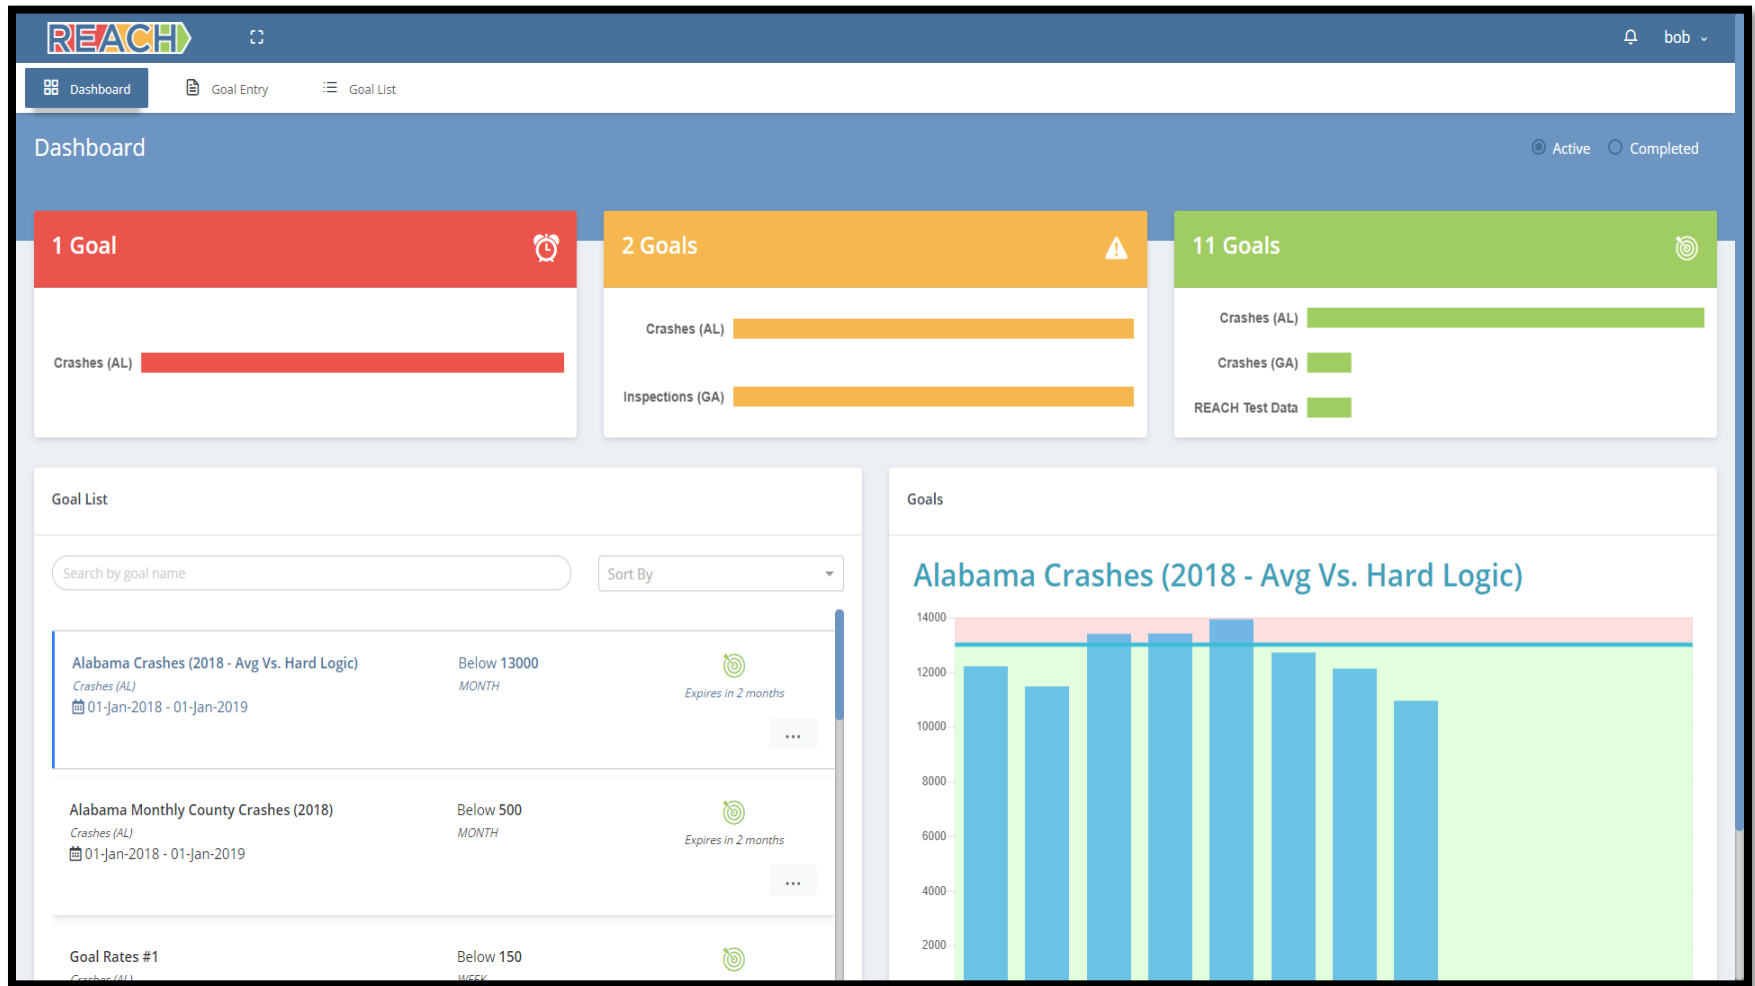 REACH
bob
Dashboard
Goal Entry
Goal List
Dashboard
Active
Completed
1 Goal
Crashes (AL)
2 Goals
Crashes (AL)
Inspections (GA)
11 Goals
Crashes (AL)
Crashes (GA)
REACH Test Data
Goal List
Search by goal name
Sort By
Alabama Crashes (2018 - Avg Vs. Hard Logic)
Crashes (AL)
01-Jan-2018 - 01-Jan-2019
Below 13000
MONTH
Expires in 2 months
...
Alabama Monthly County Crashes (2018)
Crashes (AL)
01-Jan-2018 - 01-Jan-2019
Below 500
MONTH
Expires in 2 months
...
Goal Rates #1
Crashes (AL)
Below 150
WEEK
Goals
Alabama Crashes (2018 - Avg Vs. Hard Logic)
14000
12000
10000
8000
6000
4000
2000